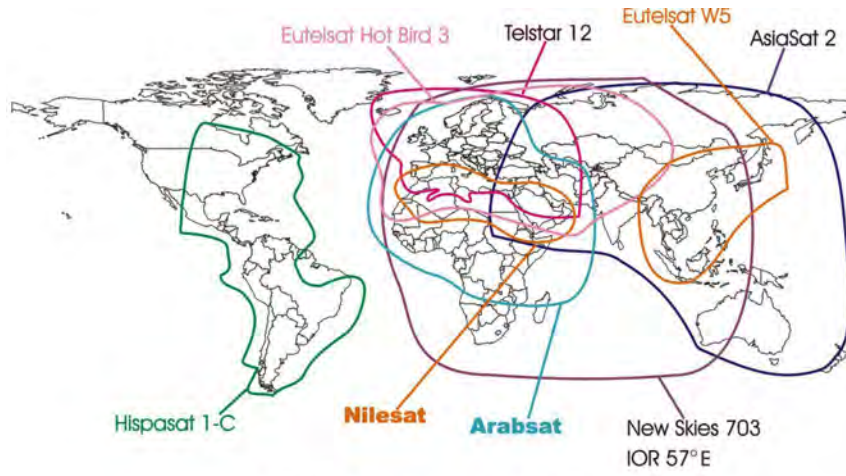 Eutelsat Hot Bird 3
Telstar 12
Eutelsat W5
AsiaSat 2
Hispasat 1-C
Nilesat
Arabsat
New Skies 703
IOR 57°E